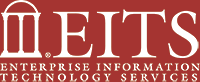 ®EITS
ENTERPRISE INFORMATION
TECHNOLOGY SERVICES